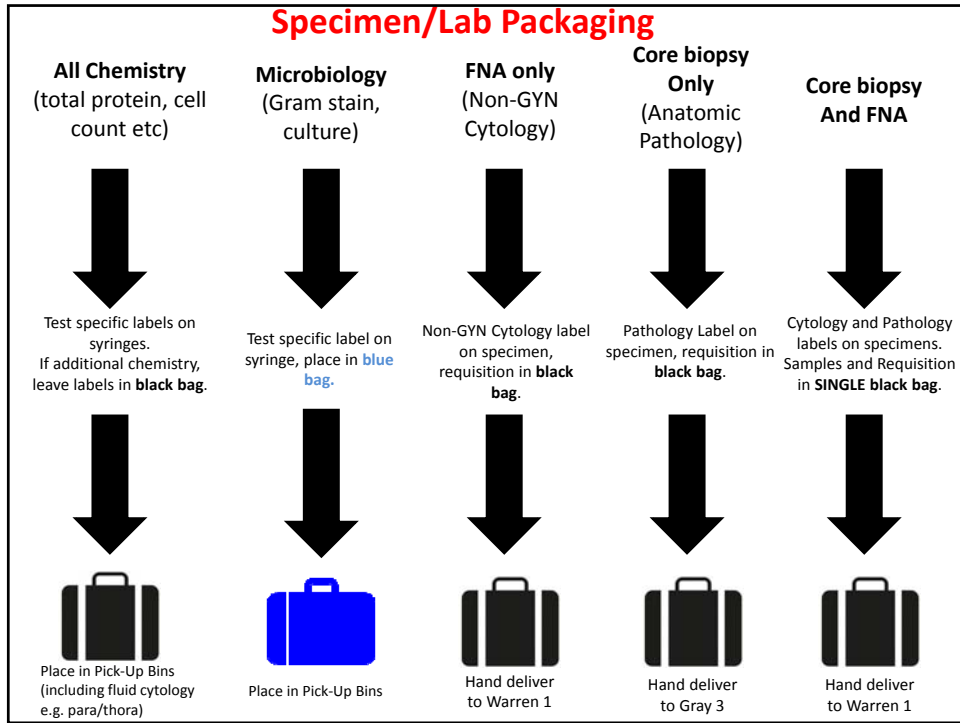 Specimen/Lab Packaging
All Chemistry
(total protein, cell
count etc)
Microbiology
(Gram stain,
culture)
FNA only
(Non-GYN
Cytology)
Core biopsy
Only
(Anatomic
Pathology)
Core biopsy
And FNA
Test specific labels on
syringes.
If additional chemistry,
leave labels in black bag.
Test specific label on
syringe, place in blue
bag.
Non-GYN Cytology label
on specimen,
requisition in black
bag.
Pathology Label on
specimen, requisition in
black bag.
Cytology and Pathology
labels on specimens.
Samples and Requisition
in SINGLE black bag.
Place in Pick-Up Bins
(including fluid cytology
e.g. para/thora)
Place in Pick-Up Bins
Hand deliver
to Warren 1
Hand deliver
to Gray 3
Hand deliver
to Warren 1